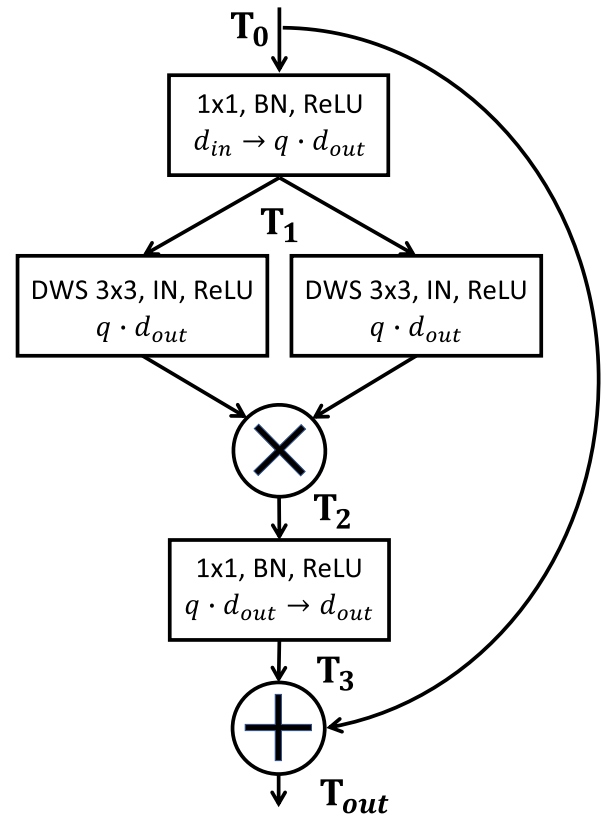 T₀
1x1, BN, ReLU
d_in → q · d_out
T₁
DWS 3x3, IN, ReLU
q · d_out
DWS 3x3, IN, ReLU
q · d_out
T₂
1x1, BN, ReLU
q · d_out → d_out
T₃
T_out